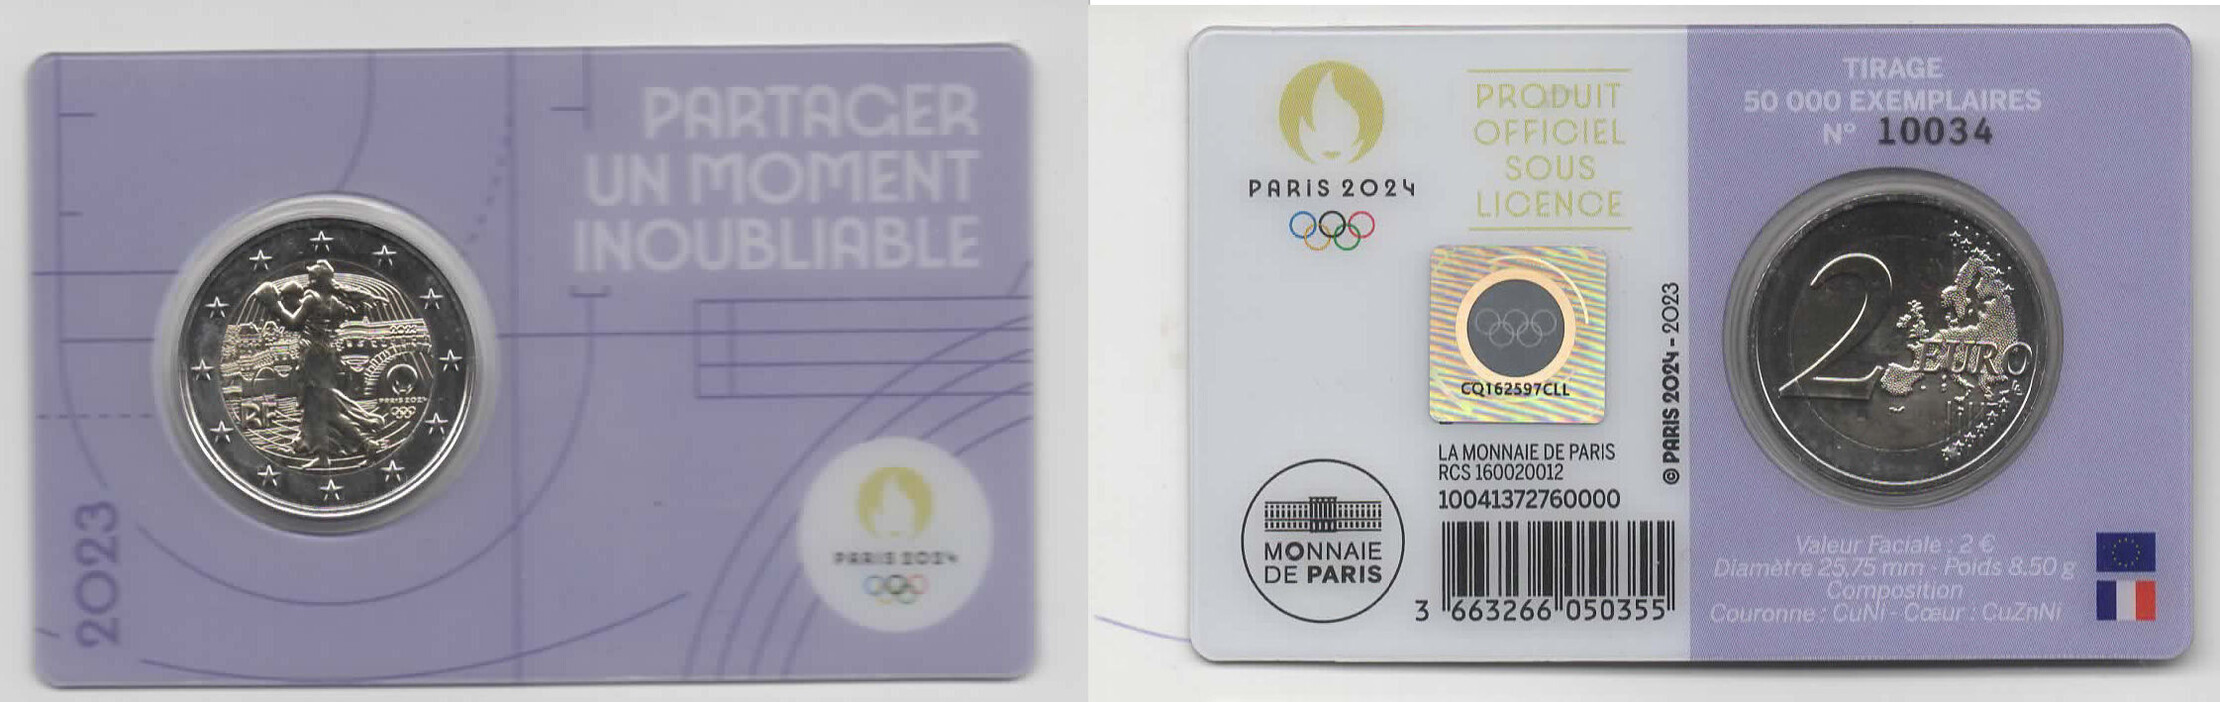 PARTAGER
UN MOMENT
INOUBLIABLE
2023
RF
PARIS 2024
PARIS 2024
2023
PARIS 2024
PRODUIT
OFFICIEL
SOUS
LICENCE
CQ162597CLL
LA MONNAIE DE PARIS
RCS 160020012
10041372760000
3 663266 050355
MONNAIE
DE PARIS
© PARIS 2024 - 2023
TIRAGE
50 000 EXEMPLAIRES
N° 10034
2 EURO
Valeur Faciale : 2 €
Diamètre 25,75 mm - Poids 8.50 g
Composition
Couronne : CuNi - Cœur : CuZnNi